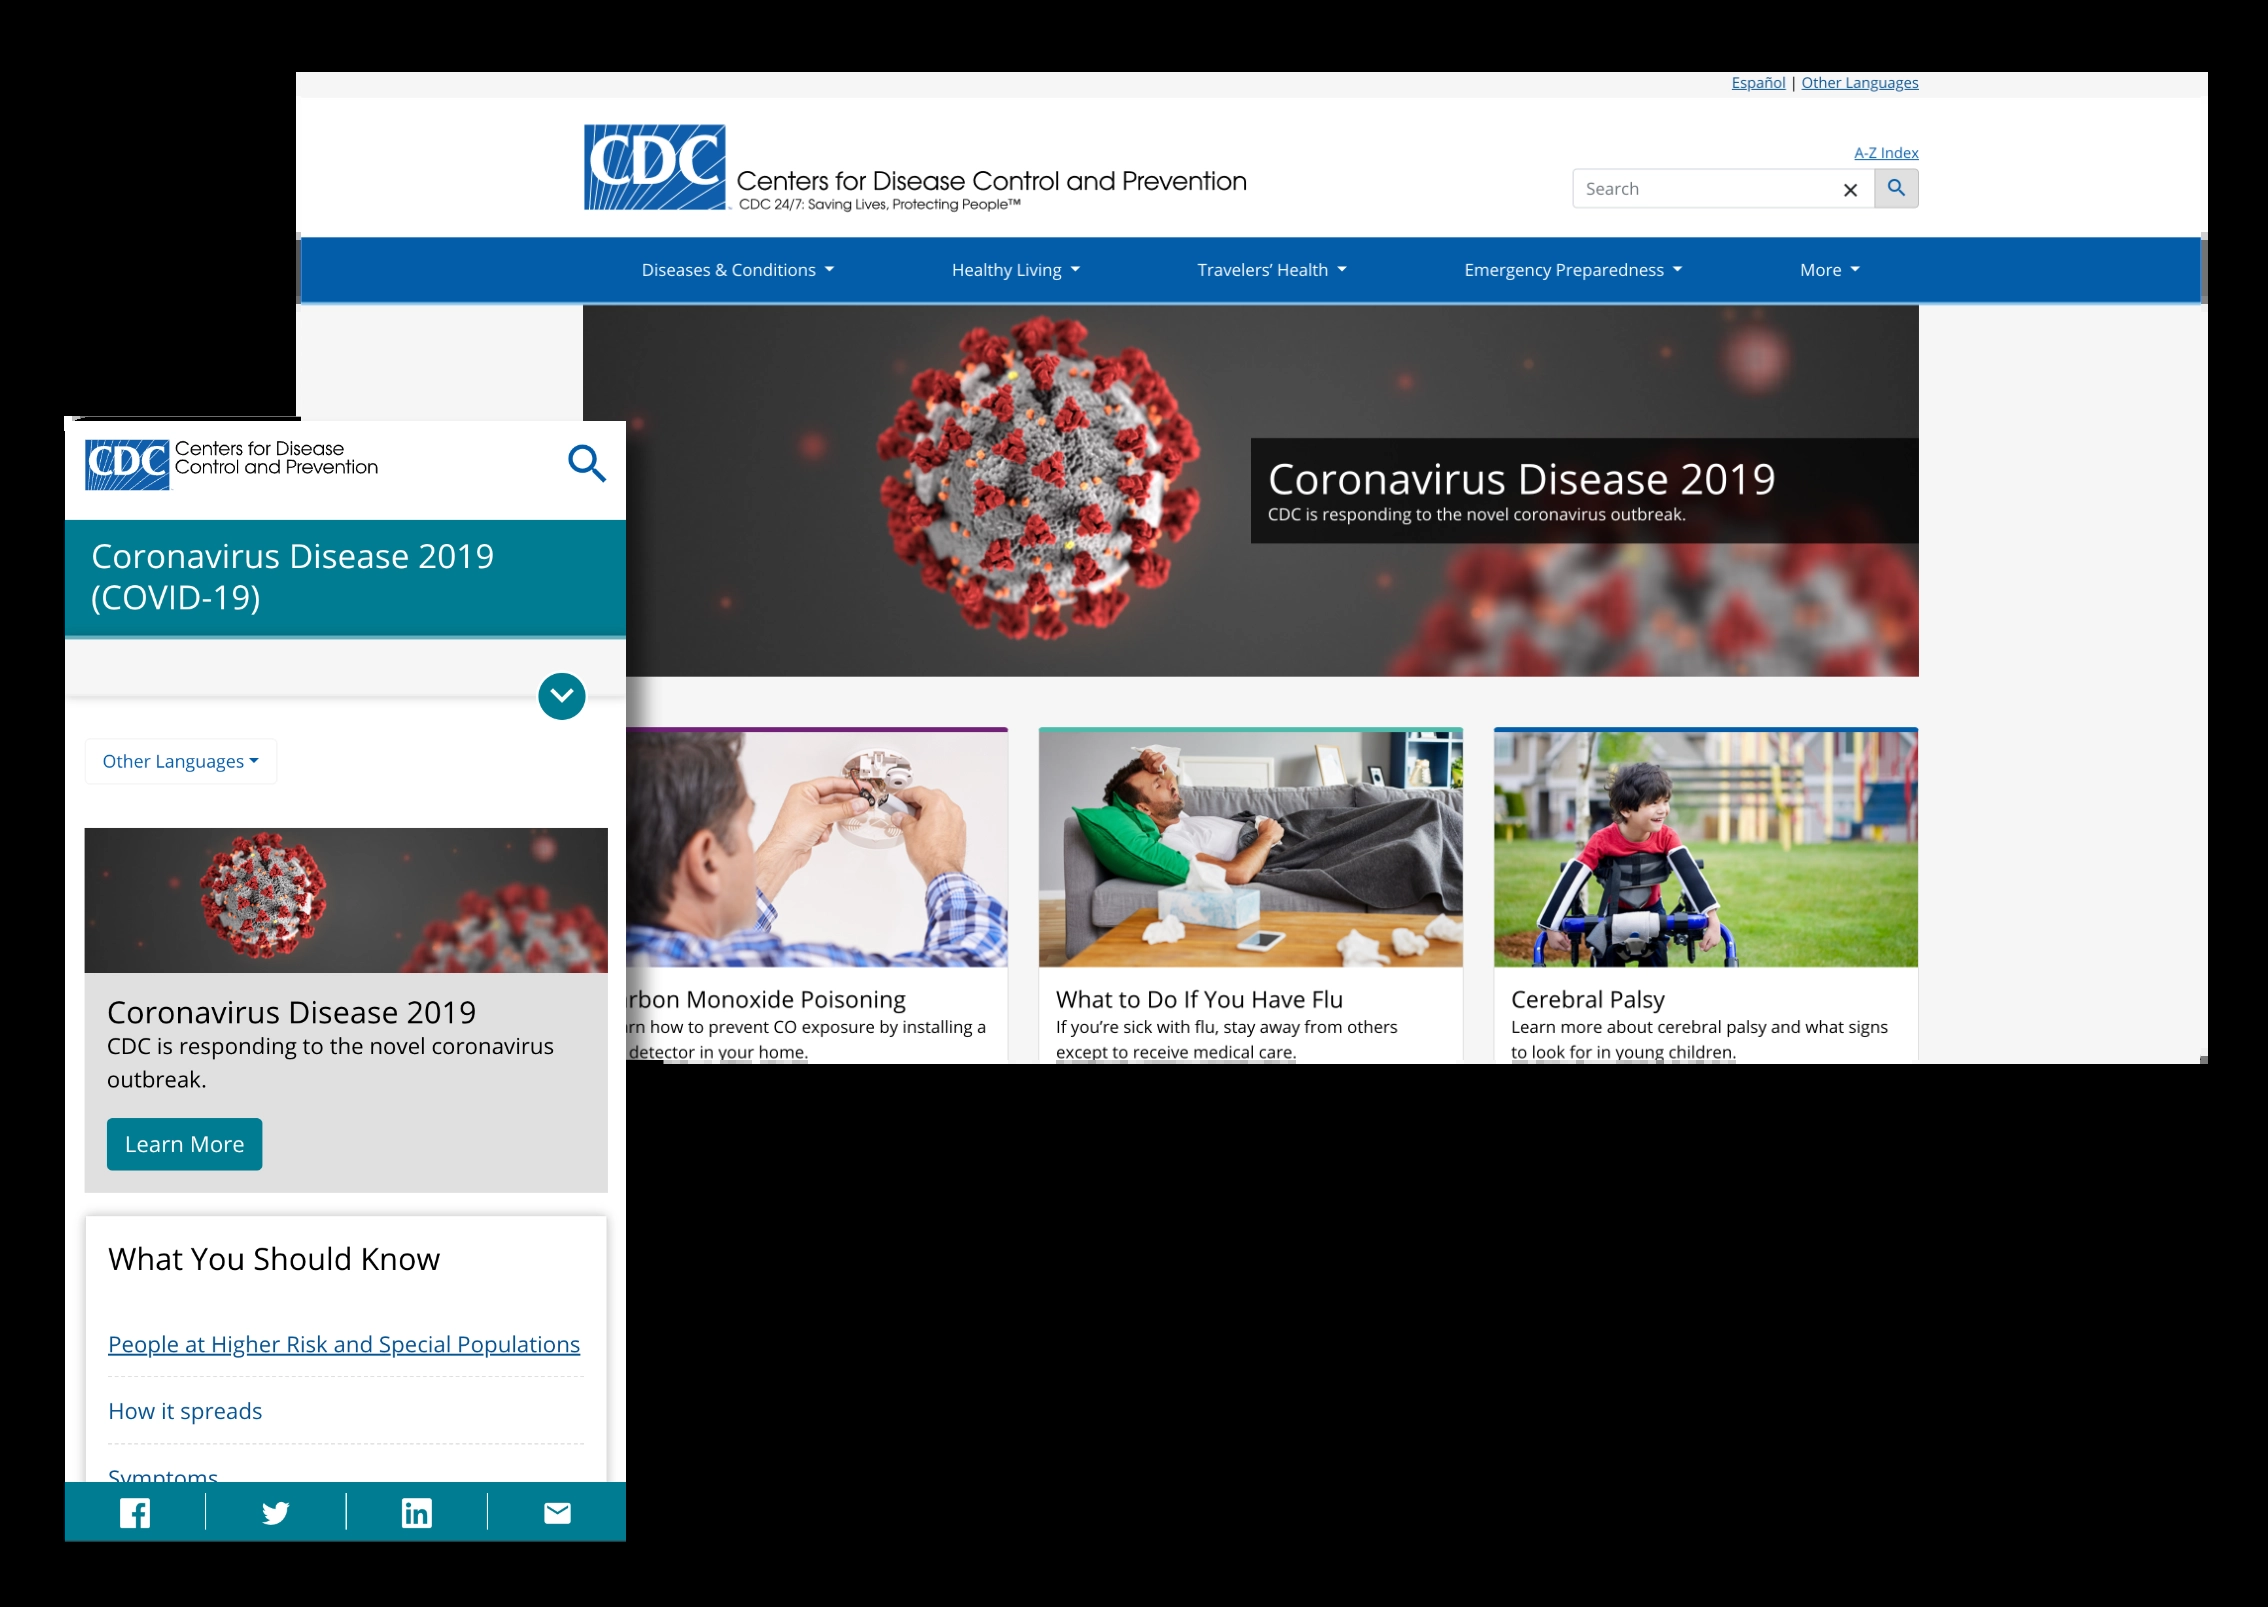 Español | Other Languages
CDC
Centers for Disease Control and Prevention
CDC 24/7: Saving Lives, Protecting People™
A-Z Index
Search
Diseases & Conditions
Healthy Living
Travelers’ Health
Emergency Preparedness
More
Coronavirus Disease 2019
CDC is responding to the novel coronavirus outbreak.
rbon Monoxide Poisoning
rn how to prevent CO exposure by installing a
detector in your home.
What to Do If You Have Flu
If you’re sick with flu, stay away from others
except to receive medical care.
Cerebral Palsy
Learn more about cerebral palsy and what signs
to look for in young children.
CDC
Centers for Disease
Control and Prevention
Coronavirus Disease 2019
(COVID-19)
Other Languages
Coronavirus Disease 2019
CDC is responding to the novel coronavirus
outbreak.
Learn More
What You Should Know
People at Higher Risk and Special Populations
How it spreads
Symptoms